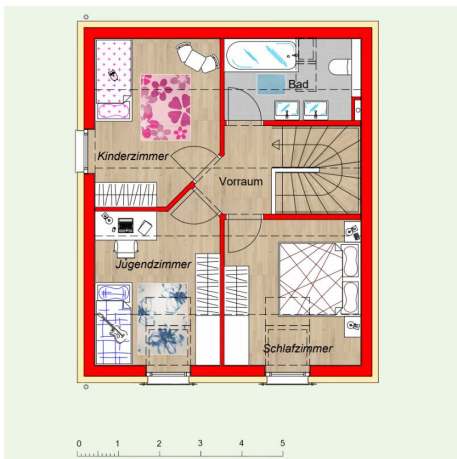 Bad
Kinderzimmer
Vorraum
Jugendzimmer
Schlafzimmer
0 1 2 3 4 5